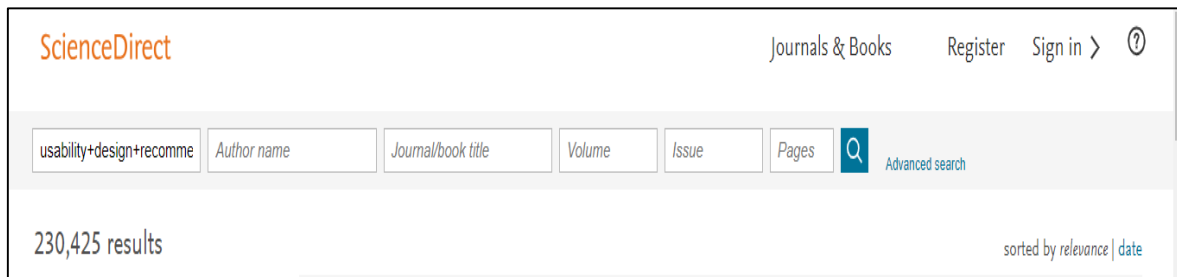 ScienceDirect Journals & Books Register Sign in > ?
usability+design+recomme Author name Journal/book title Volume Issue Pages Advanced search
230,425 results sorted by relevance | date